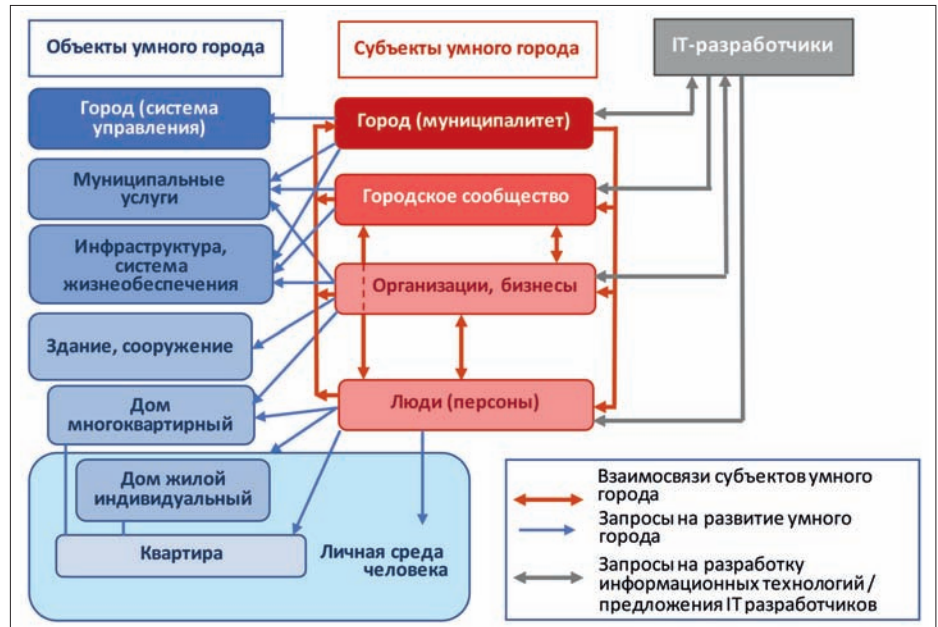 Объекты умного города
Субъекты умного города
IT-разработчики
Город (система
управления)
Город (муниципалитет)
Муниципальные
услуги
Городское сообщество
Инфраструктура,
система
жизнеобеспечения
Организации, бизнесы
Здание, сооружение
Дом
многоквартирный
Люди (персоны)
Дом жилой
индивидуальный
Квартира
Личная среда
человека
Взаимосвязи субъектов умного
города
Запросы на развитие умного
города
Запросы на разработку
информационных технологий /
предложения IT разработчиков